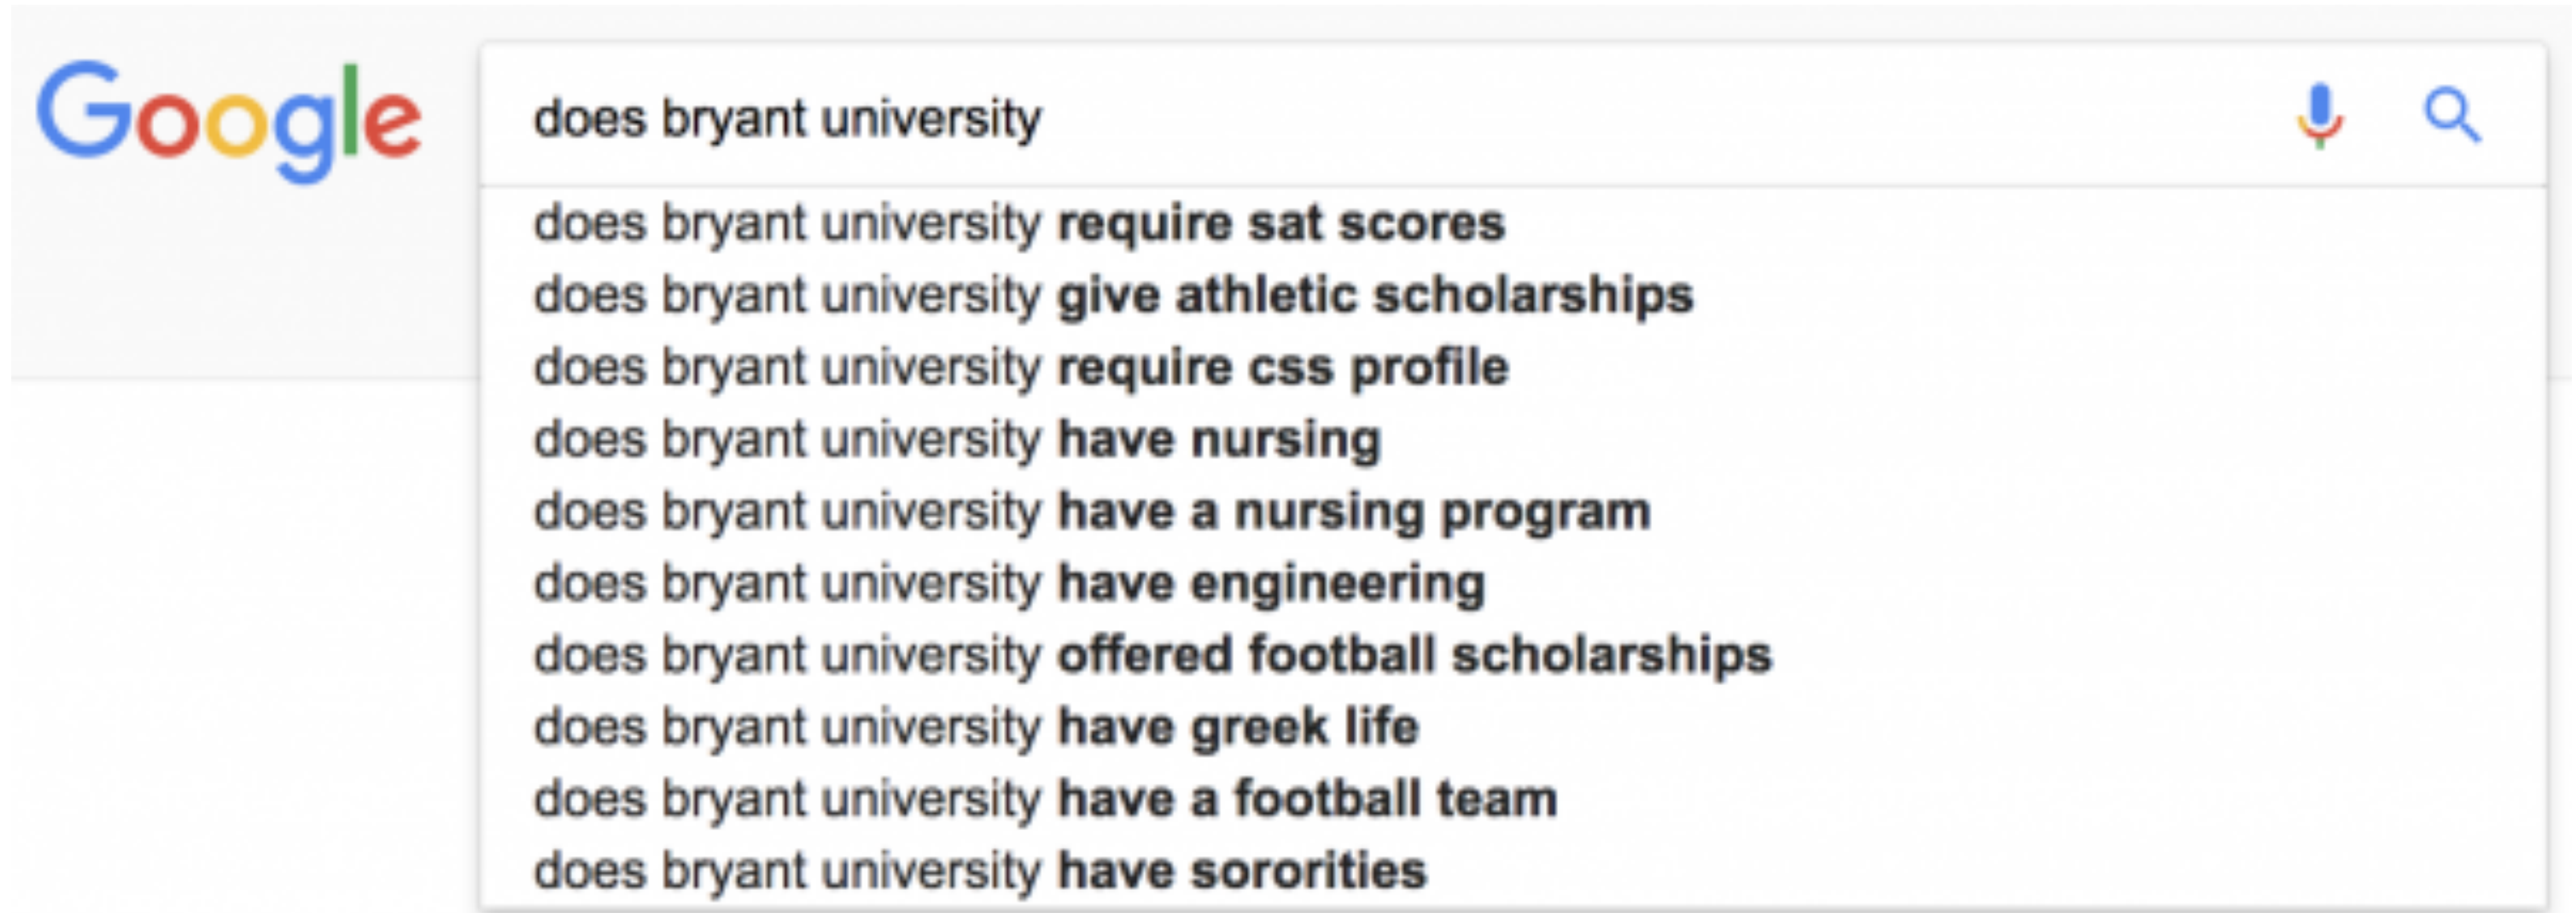 Google
does bryant university
does bryant university require sat scores
does bryant university give athletic scholarships
does bryant university require css profile
does bryant university have nursing
does bryant university have a nursing program
does bryant university have engineering
does bryant university offered football scholarships
does bryant university have greek life
does bryant university have a football team
does bryant university have sororities